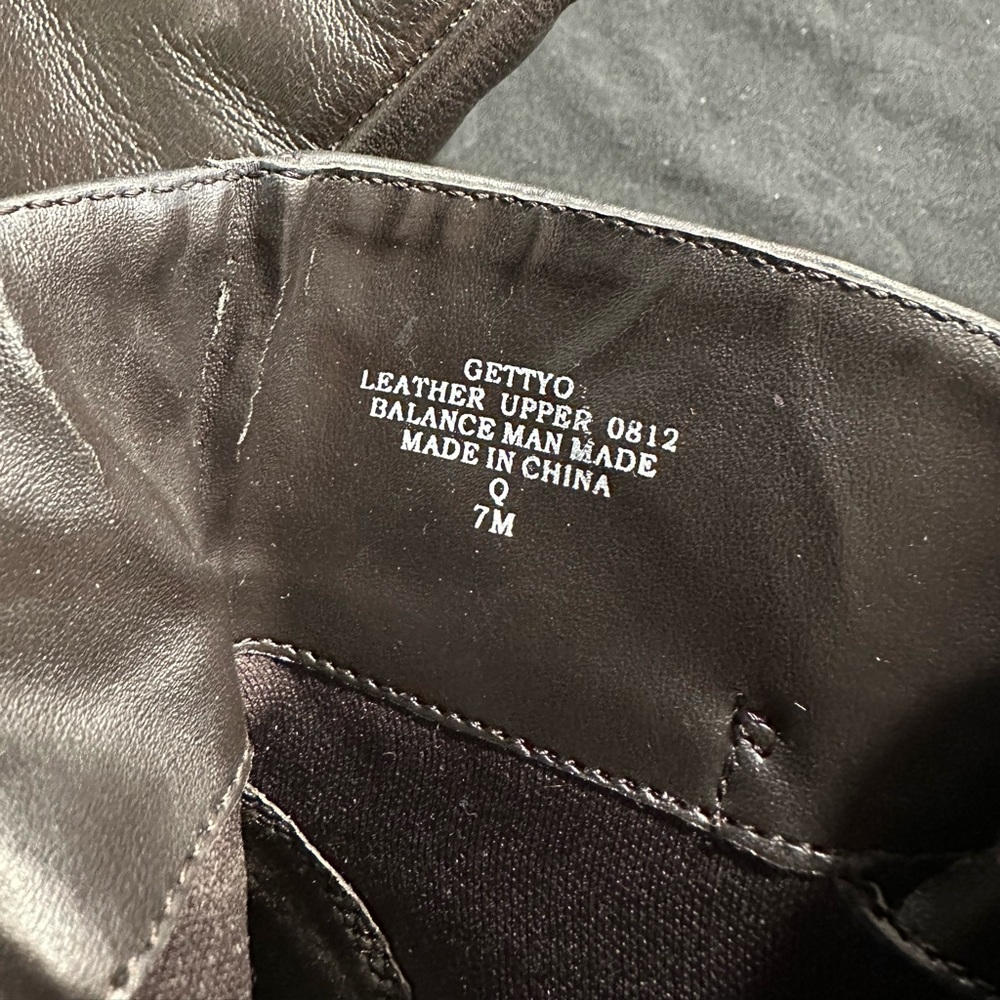 GETTYO
LEATHER UPPER 0812
BALANCE MAN MADE
MADE IN CHINA
Q
7M